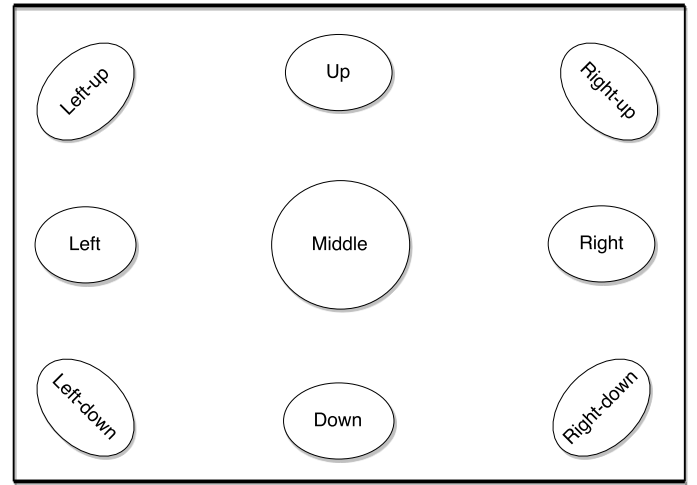 Left-up
Up
Right-up
Left
Middle
Right
Left-down
Down
Right-down